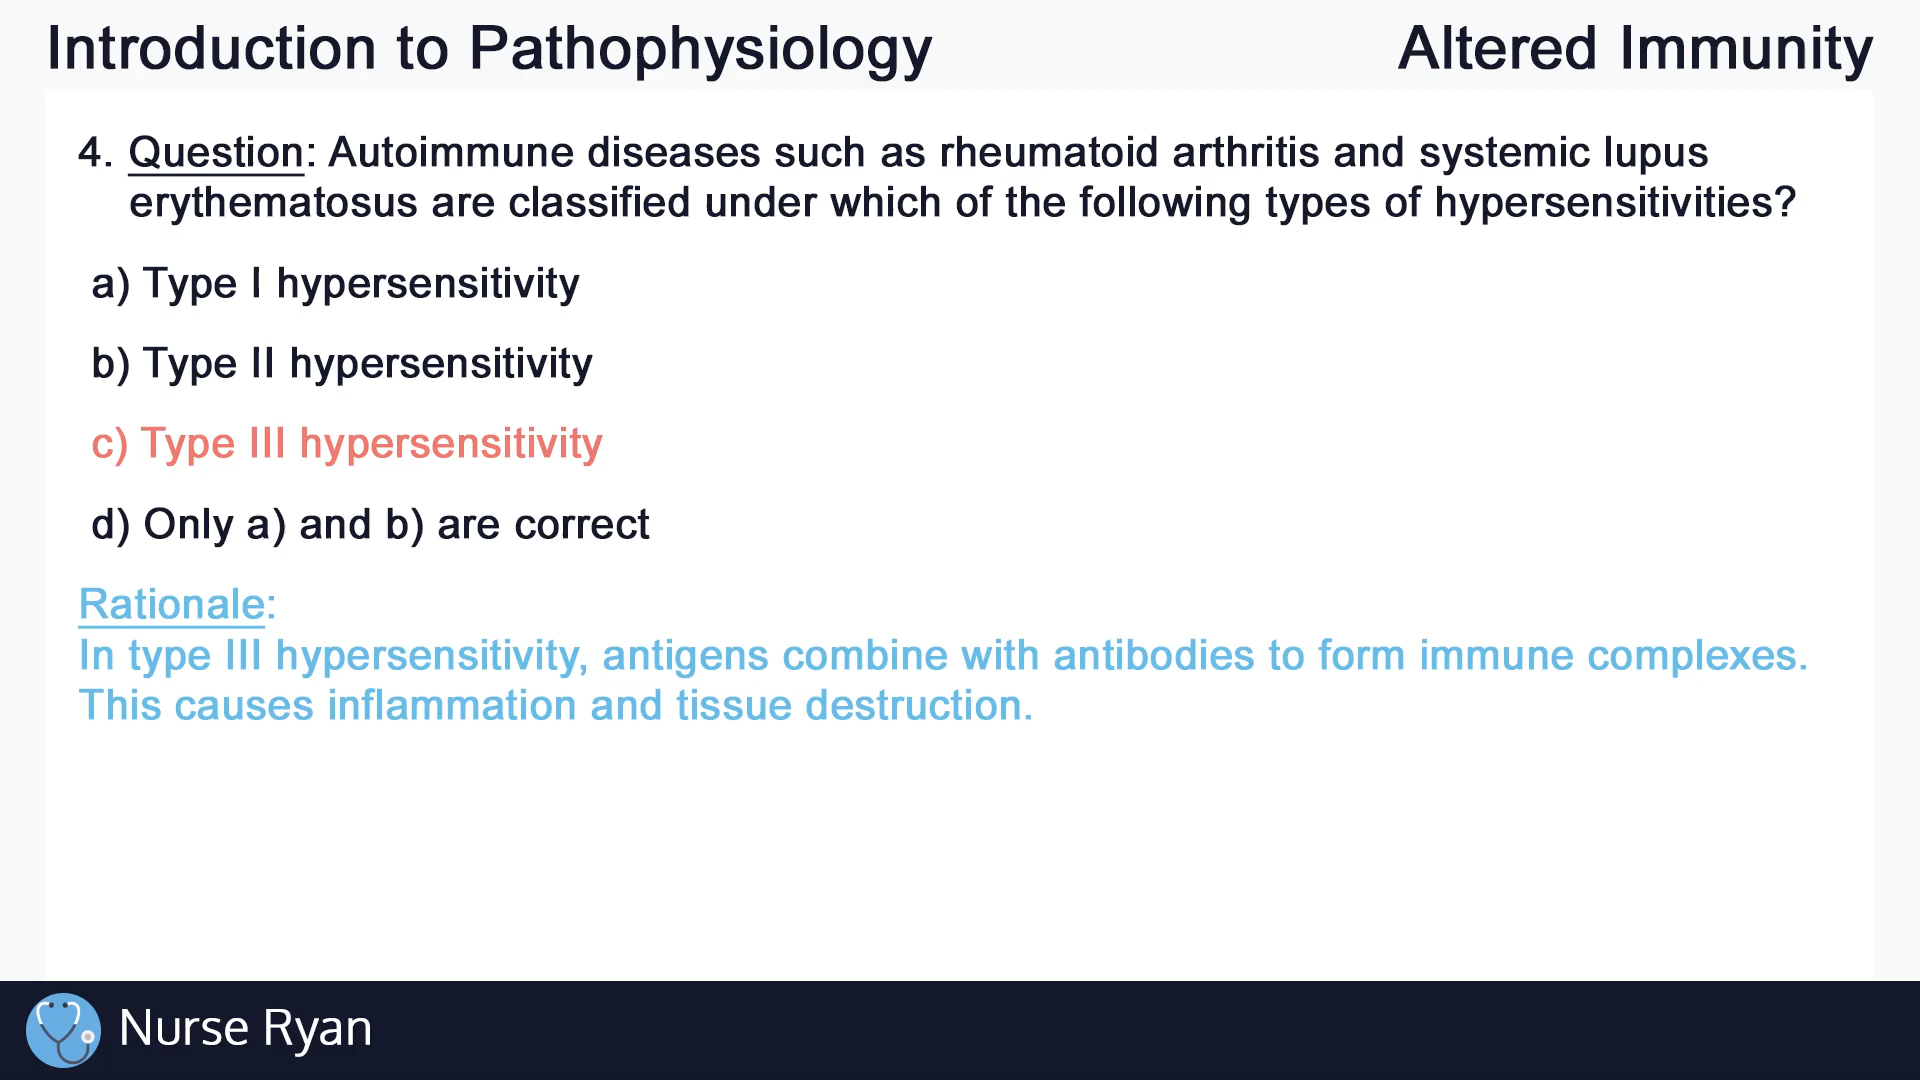 Introduction to Pathophysiology
Altered Immunity
4. Question: Autoimmune diseases such as rheumatoid arthritis and systemic lupus
erythematosus are classified under which of the following types of hypersensitivities?
a) Type I hypersensitivity
b) Type II hypersensitivity
c) Type III hypersensitivity
d) Only a) and b) are correct
Rationale:
In type III hypersensitivity, antigens combine with antibodies to form immune complexes.
This causes inflammation and tissue destruction.
Nurse Ryan